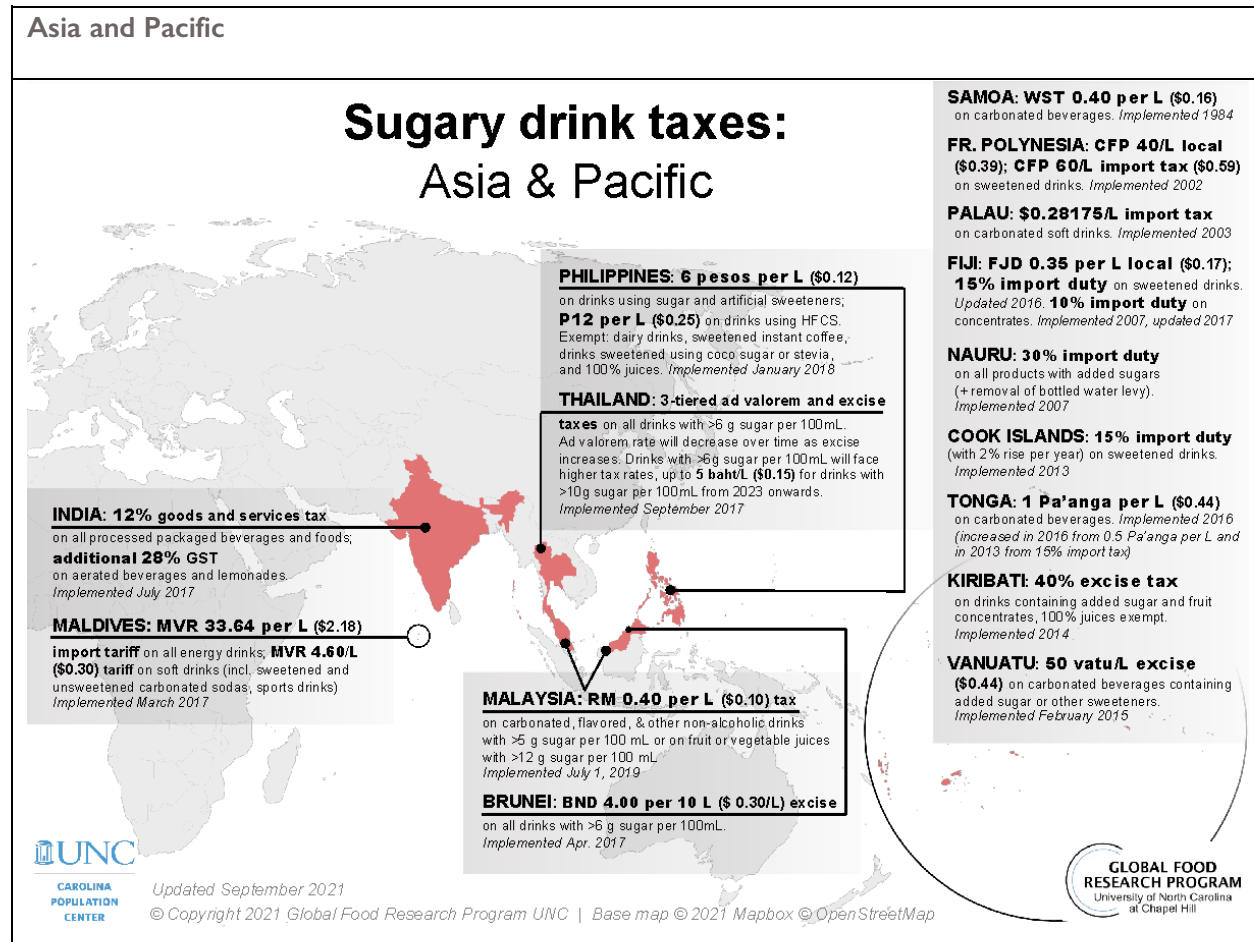 Asia and Pacific
Sugary drink taxes:
Asia & Pacific
SAMOA: WST 0.40 per L ($0.16)
on carbonated beverages. Implemented 1984
FR. POLYNESIA: CFP 40/L local
($0.39); CFP 60/L import tax ($0.59)
on sweetened drinks. Implemented 2002
PALAU: $0.28175/L import tax
on carbonated soft drinks. Implemented 2003
FIJI: FJD 0.35 per L local ($0.17);
15% import duty on sweetened drinks.
Updated 2016. 10% import duty on
concentrates. Implemented 2007, updated 2017
NAURU: 30% import duty
on all products with added sugars
(+ removal of bottled water levy).
Implemented 2007
COOK ISLANDS: 15% import duty
(with 2% rise per year) on sweetened drinks.
Implemented 2013
TONGA: 1 Pa'anga per L ($0.44)
on carbonated beverages. Implemented 2016
(increased in 2016 from 0.5 Pa'anga per L and
in 2013 from 15% import tax)
KIRIBATI: 40% excise tax
on drinks containing added sugar and fruit
concentrates, 100% juices exempt.
Implemented 2014
VANUATU: 50 vatu/L excise
($0.44) on carbonated beverages containing
added sugar or other sweeteners.
Implemented February 2015
PHILIPPINES: 6 pesos per L ($0.12)
on drinks using sugar and artificial sweeteners;
P12 per L ($0.25) on drinks using HFCS.
Exempt: dairy drinks, sweetened instant coffee,
drinks sweetened using coco sugar or stevia,
and 100% juices. Implemented January 2018
THAILAND: 3-tiered ad valorem and excise
taxes on all drinks with >6 g sugar per 100mL.
Ad valorem rate will decrease over time as excise
increases. Drinks with >6g sugar per 100mL will face
higher tax rates, up to 5 baht/L ($0.15) for drinks with
>10g sugar per 100mL from 2023 onwards.
Implemented September 2017
INDIA: 12% goods and services tax
on all processed packaged beverages and foods;
additional 28% GST
on aerated beverages and lemonades.
Implemented July 2017
MALDIVES: MVR 33.64 per L ($2.18)
import tariff on all energy drinks; MVR 4.60/L
($0.30) tariff on soft drinks (incl. sweetened and
unsweetened carbonated sodas, sports drinks)
Implemented March 2017
MALAYSIA: RM 0.40 per L ($0.10) tax
on carbonated, flavored, & other non-alcoholic drinks
with >5 g sugar per 100 mL or on fruit or vegetable juices
with >12 g sugar per 100 mL
Implemented July 1, 2019
BRUNEI: BND 4.00 per 10 L ($ 0.30/L) excise
on all drinks with >6 g sugar per 100mL.
Implemented Apr. 2017
UNC
CAROLINA
POPULATION
CENTER
Updated September 2021
© Copyright 2021 Global Food Research Program UNC | Base map © 2021 Mapbox © OpenStreetMap
GLOBAL FOOD
RESEARCH PROGRAM
University of North Carolina
at Chapel Hill